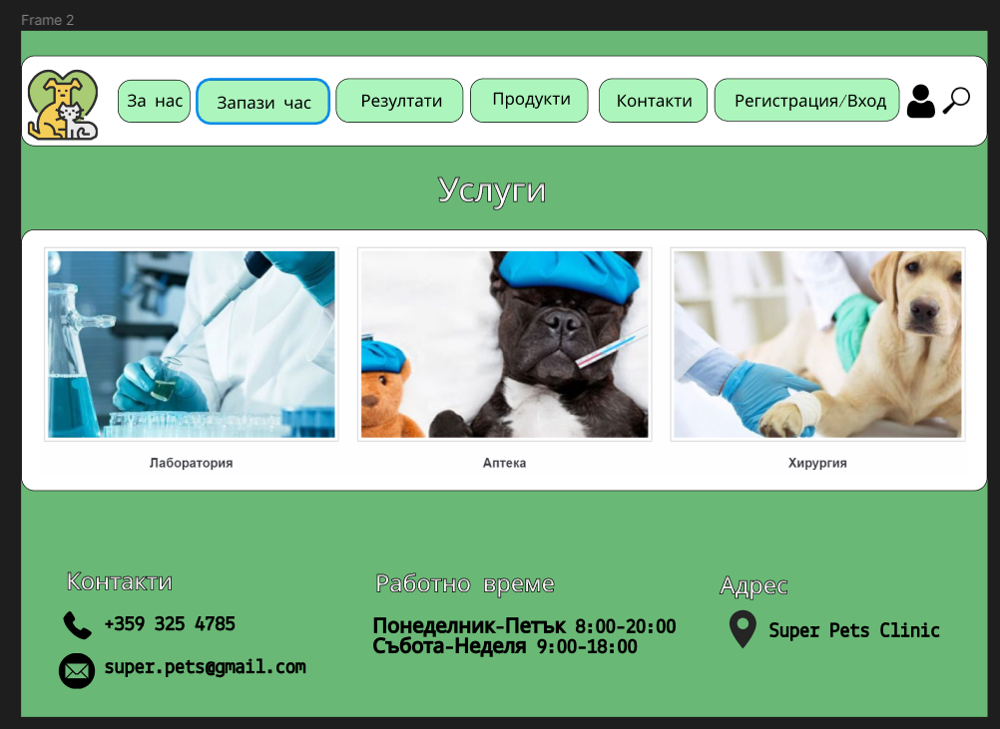 Frame 2
За нас
Запази час
Резултати
Продукти
Контакти
Регистрация/Вход
Услуги
Лаборатория
Аптека
Хирургия
Контакти
+359 325 4785
super.pets@gmail.com
Работно време
Понеделник-Петък 8:00-20:00
Събота-Неделя 9:00-18:00
Адрес
Super Pets Clinic